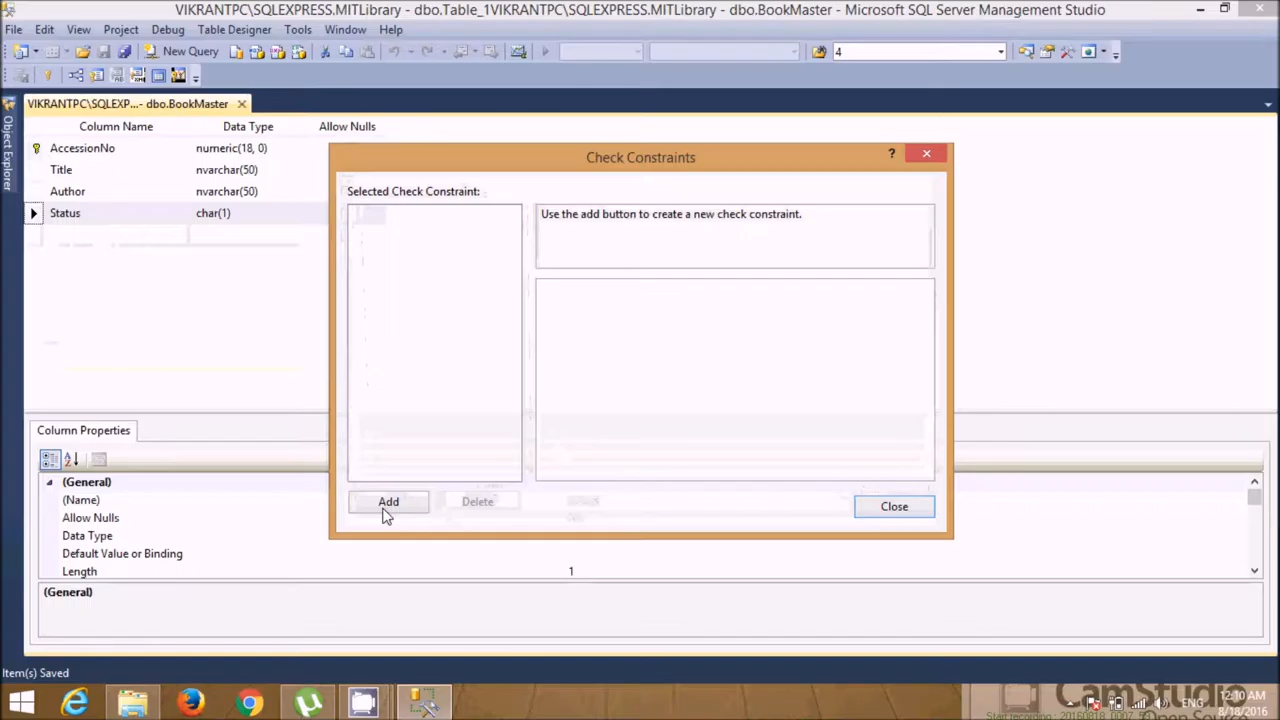 VIKRANTPC\SQLEXPRESS.MITLibrary - dbo.Table_1VIKRANTPC\SQLEXPRESS.MITLibrary - dbo.BookMaster - Microsoft SQL Server Management Studio
File Edit View Project Debug Table Designer Tools Window Help
New Query 4
VIKRANTPC\SQLEXP...- dbo.BookMaster
Object Explorer
Column Name Data Type Allow Nulls
AccessionNo numeric(18, 0)
Title nvarchar(50)
Author nvarchar(50)
Status char(1)
Check Constraints
Selected Check Constraint:
Use the add button to create a new check constraint.
Add Delete Close
Column Properties
(General)
(Name)
Allow Nulls
Data Type
Default Value or Binding
Length 1
(General)
Item(s) Saved
ENG
12:10 AM
8/18/2016
CamStudio